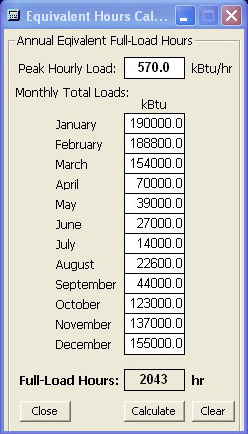 Equivalent Hours Cal...
Annual Eqivalent Full-Load Hours
Peak Hourly Load: 570.0 kBtu/hr
Monthly Total Loads:
kBtu
January 190000.0
February 188800.0
March 154000.0
April 70000.0
May 39000.0
June 27000.0
July 14000.0
August 22600.0
September 44000.0
October 123000.0
November 137000.0
December 155000.0
Full-Load Hours: 2043 hr
Close Calculate Clear